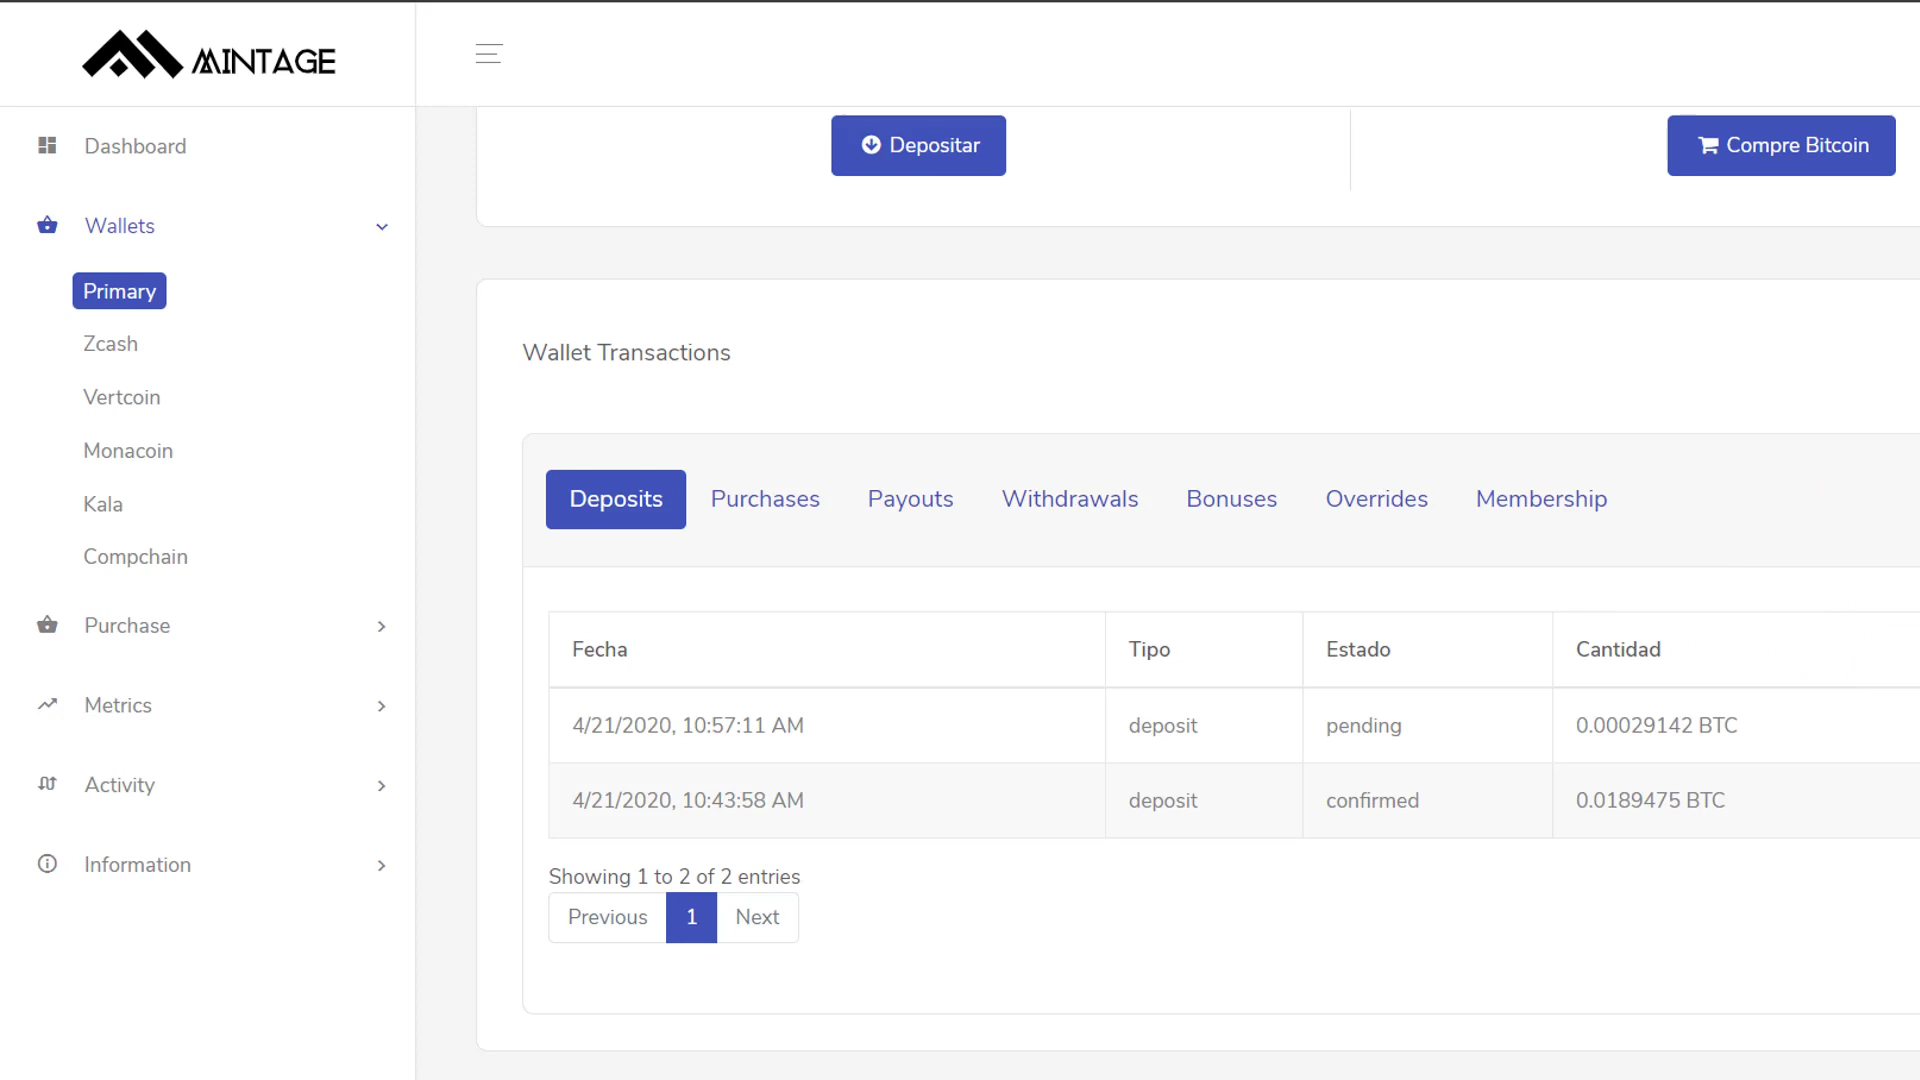 MINTAGE
Dashboard
Wallets
Primary
Zcash
Vertcoin
Monacoin
Kala
Compchain
Purchase
Metrics
Activity
Information
Depositar
Compre Bitcoin
Wallet Transactions
Deposits Purchases Payouts Withdrawals Bonuses Overrides Membership
Fecha Tipo Estado Cantidad
4/21/2020, 10:57:11 AM deposit pending 0.00029142 BTC
4/21/2020, 10:43:58 AM deposit confirmed 0.0189475 BTC
Showing 1 to 2 of 2 entries
Previous 1 Next